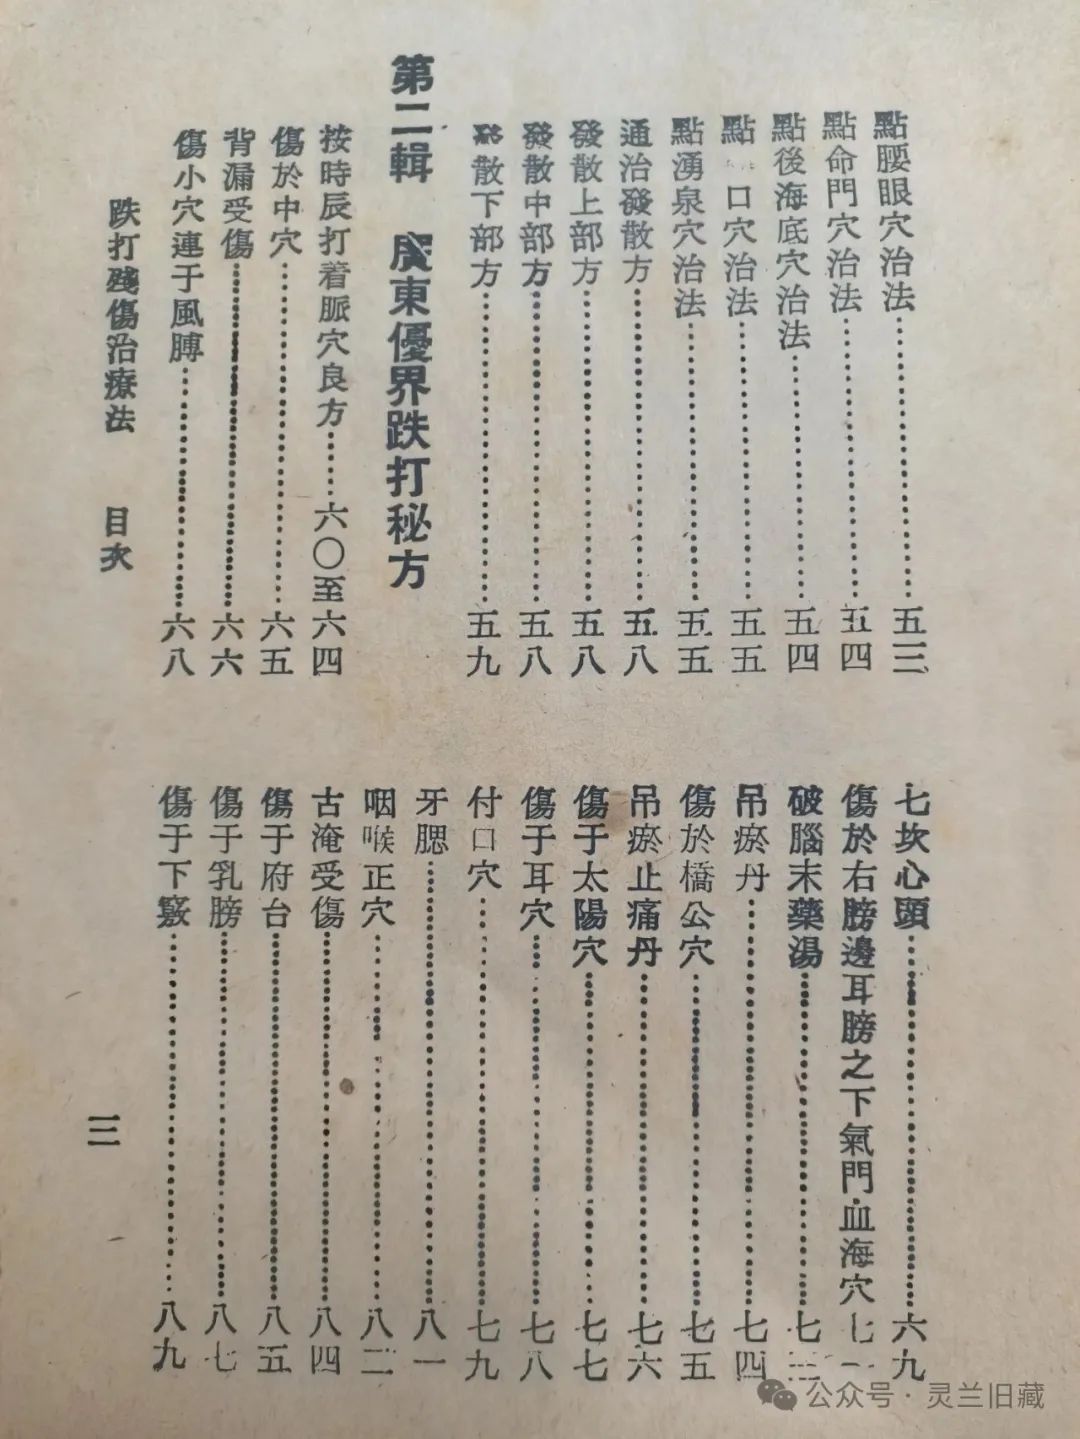 點腰眼穴治法⋯⋯五三
點命門穴治法⋯⋯五四
點後海底穴治法⋯⋯五四
點 口穴治法⋯⋯五五
點湧泉穴治法⋯⋯五五
通治發散方⋯⋯五八
發散上部方⋯⋯五八
發散中部方⋯⋯五八
發散下部方⋯⋯五九
第二輯 廣東優界跌打秘方
按時辰打着脈穴良方⋯⋯六〇至六四
傷於中穴⋯⋯六五
背漏受傷⋯⋯六六
傷小穴連于風膊⋯⋯六八
七坎心頭⋯⋯六九
傷於右膀邊耳膀之下氣門血海穴 七
破腦末藥湯⋯⋯七
吊瘀丹⋯⋯七四
傷於橋公穴⋯⋯七五
吊瘀止痛丹⋯⋯七六
傷于太陽穴⋯⋯七七
傷于耳穴⋯⋯七八
付口穴⋯⋯七九
牙腮⋯⋯八一
咽喉正穴⋯⋯八二
古淹受傷⋯⋯八四
傷于府台⋯⋯八五
傷于乳膀⋯⋯八七
傷于下竅⋯⋯八九
跌打殘傷治療法 目次
三
公众号·灵兰旧藏